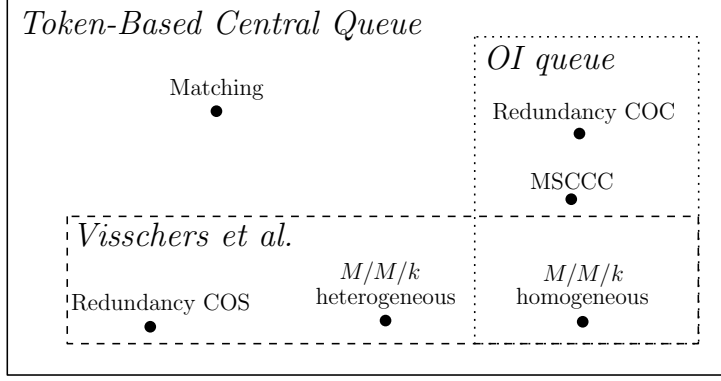 Token-Based Central Queue
OI queue
Matching
Redundancy COC
MSCCC
Visschers et al.
M/M/k
heterogeneous
M/M/k
homogeneous
Redundancy COS